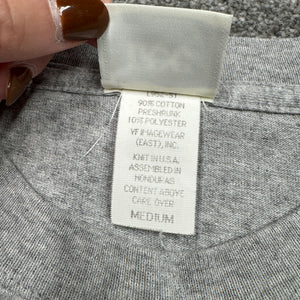 90% COTTON
PRESHRUNK
10% POLYESTER
VF IMAGEWEAR
(EAST), INC.
KNIT IN U.S.A.
ASSEMBLED IN
HONDURAS
CONTENT ABOVE
CARE OVER
MEDIUM